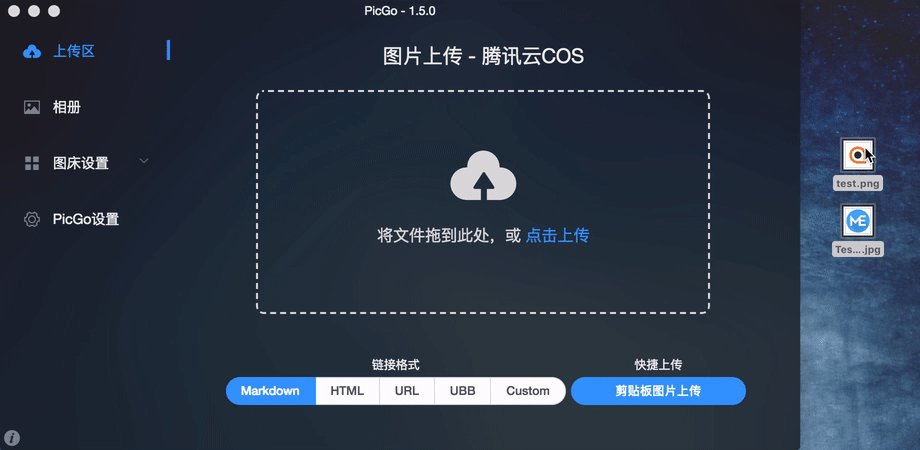 PicGo - 1.5.0
上传区
相册
图床设置
PicGo设置
图片上传 - 腾讯云COS
将文件拖到此处，或 点击上传
链接格式
Markdown
HTML
URL
UBB
Custom
快捷上传
剪贴板图片上传
test.png
Tes....jpg
ME
i